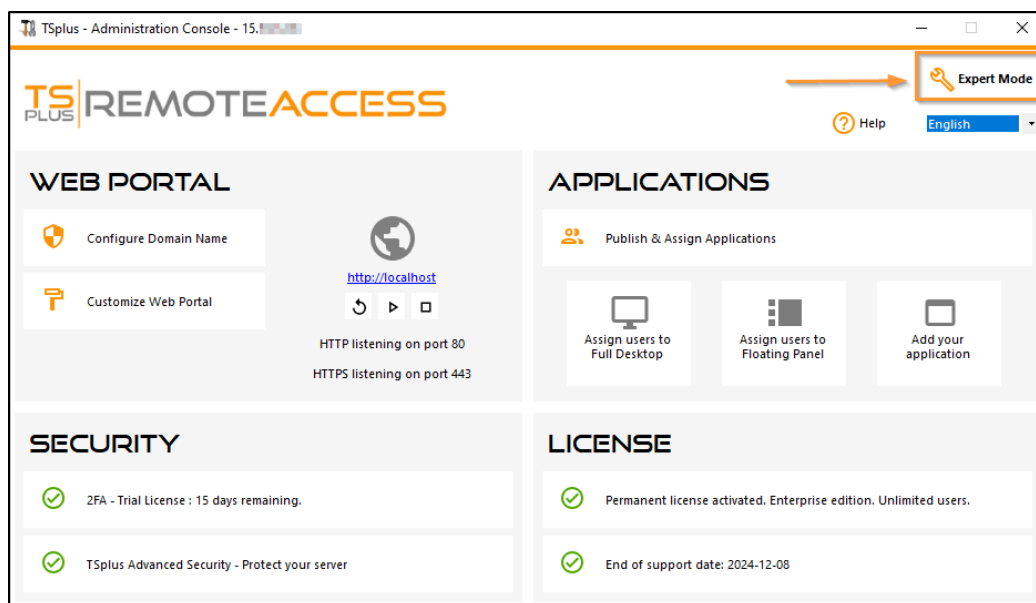 TSplus - Administration Console - 15.
Expert Mode
TS PLUS REMOTEACCESS
Help
English
WEB PORTAL
Configure Domain Name
Customize Web Portal
http://localhost
HTTP listening on port 80
HTTPS listening on port 443
APPLICATIONS
Publish & Assign Applications
Assign users to
Full Desktop
Assign users to
Floating Panel
Add your
application
SECURITY
2FA - Trial License : 15 days remaining.
TSplus Advanced Security - Protect your server
LICENSE
Permanent license activated. Enterprise edition. Unlimited users.
End of support date: 2024-12-08